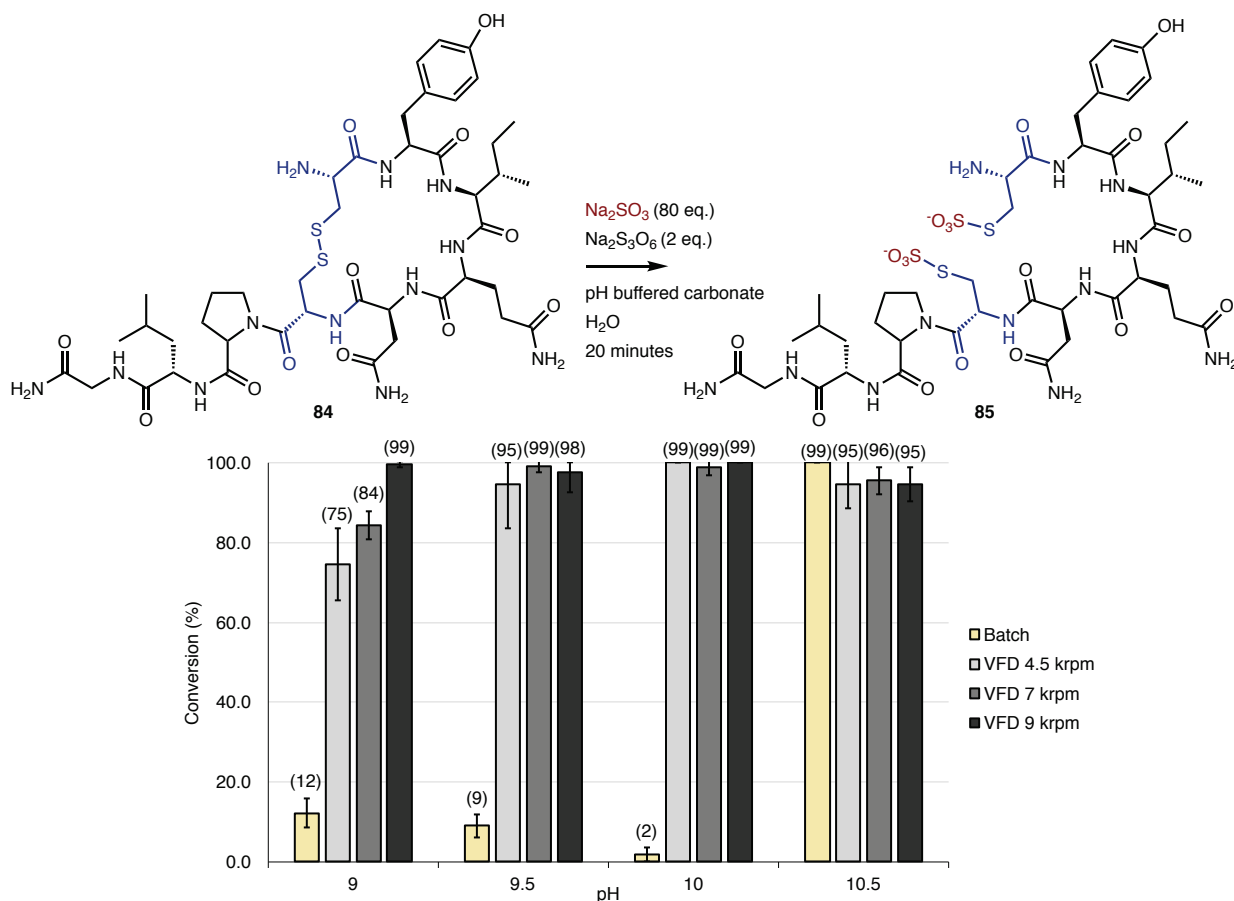 OH
OH
O
O
H₂N
N
H
O
H₂N
N
H
O
HN
HN
Na₂SO₃ (80 eq.)
⁻O₃S
S
S
S
O
Na₂S₃O₆ (2 eq.)
⁻O₃S
S
O
HN
HN
O
H
N
pH buffered carbonate
O
H
N
N
O
N
H
O
O
H₂O
N
O
N
H
O
O
O
H
N
O
NH₂
20 minutes
O
H
N
O
NH₂
H₂N
O
N
H
O
NH₂
H₂N
O
N
H
O
NH₂
84
85
(99)
(95)
(99)
(98)
(99)
(99)
(99)
(99)
(95)
(96)
(95)
100.0
(84)
(75)
80.0
60.0
Conversion (%)
Batch
VFD 4.5 krpm
40.0
VFD 7 krpm
VFD 9 krpm
20.0
(12)
(9)
(2)
0.0
9
9.5
10
10.5
pH